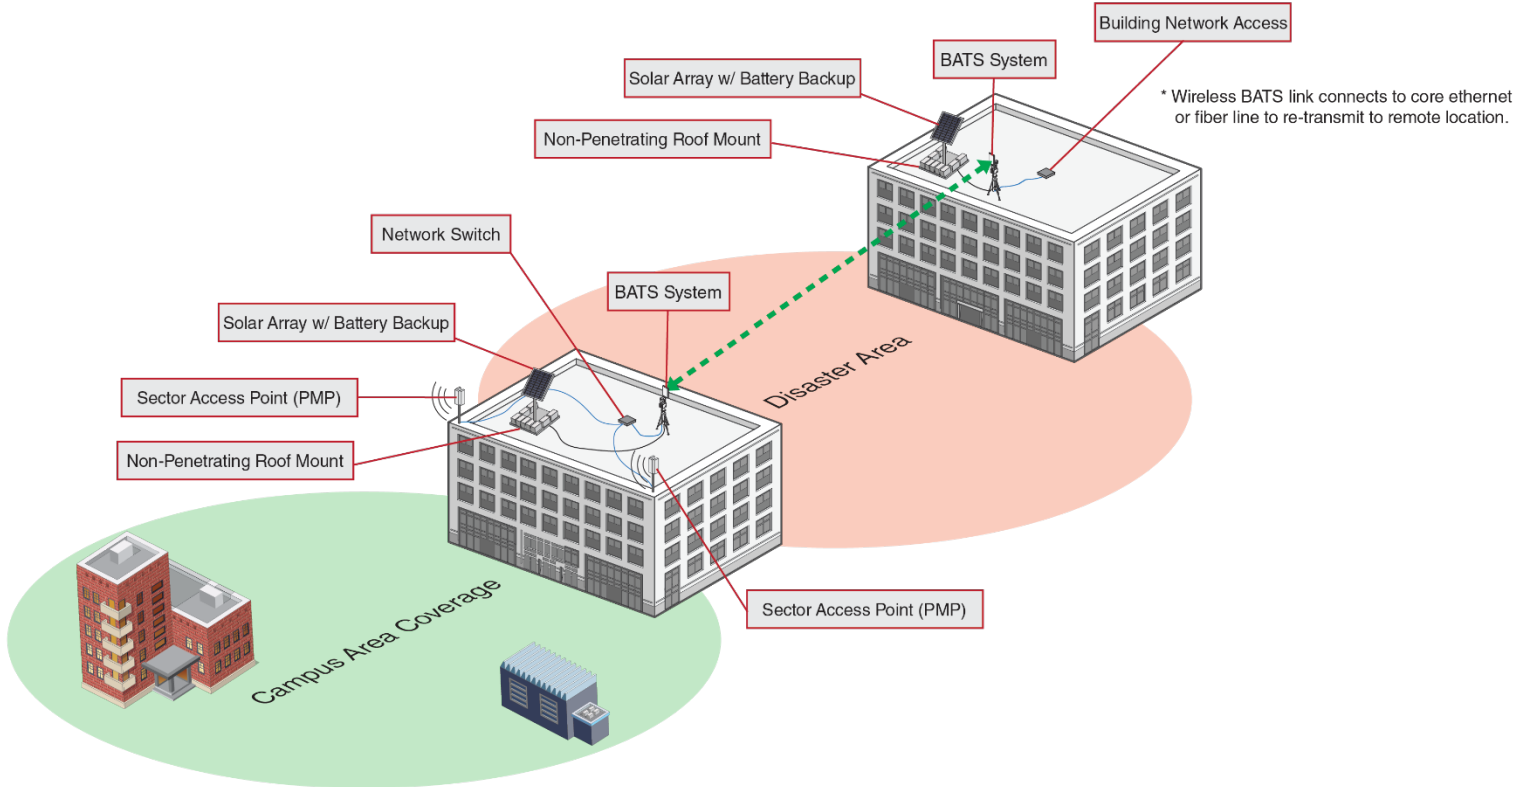 Building Network Access
BATS System
Solar Array w/ Battery Backup
* Wireless BATS link connects to core ethernet
or fiber line to re-transmit to remote location.
Non-Penetrating Roof Mount
Network Switch
BATS System
Solar Array w/ Battery Backup
Disaster Area
Sector Access Point (PMP)
Non-Penetrating Roof Mount
Sector Access Point (PMP)
Campus Area Coverage